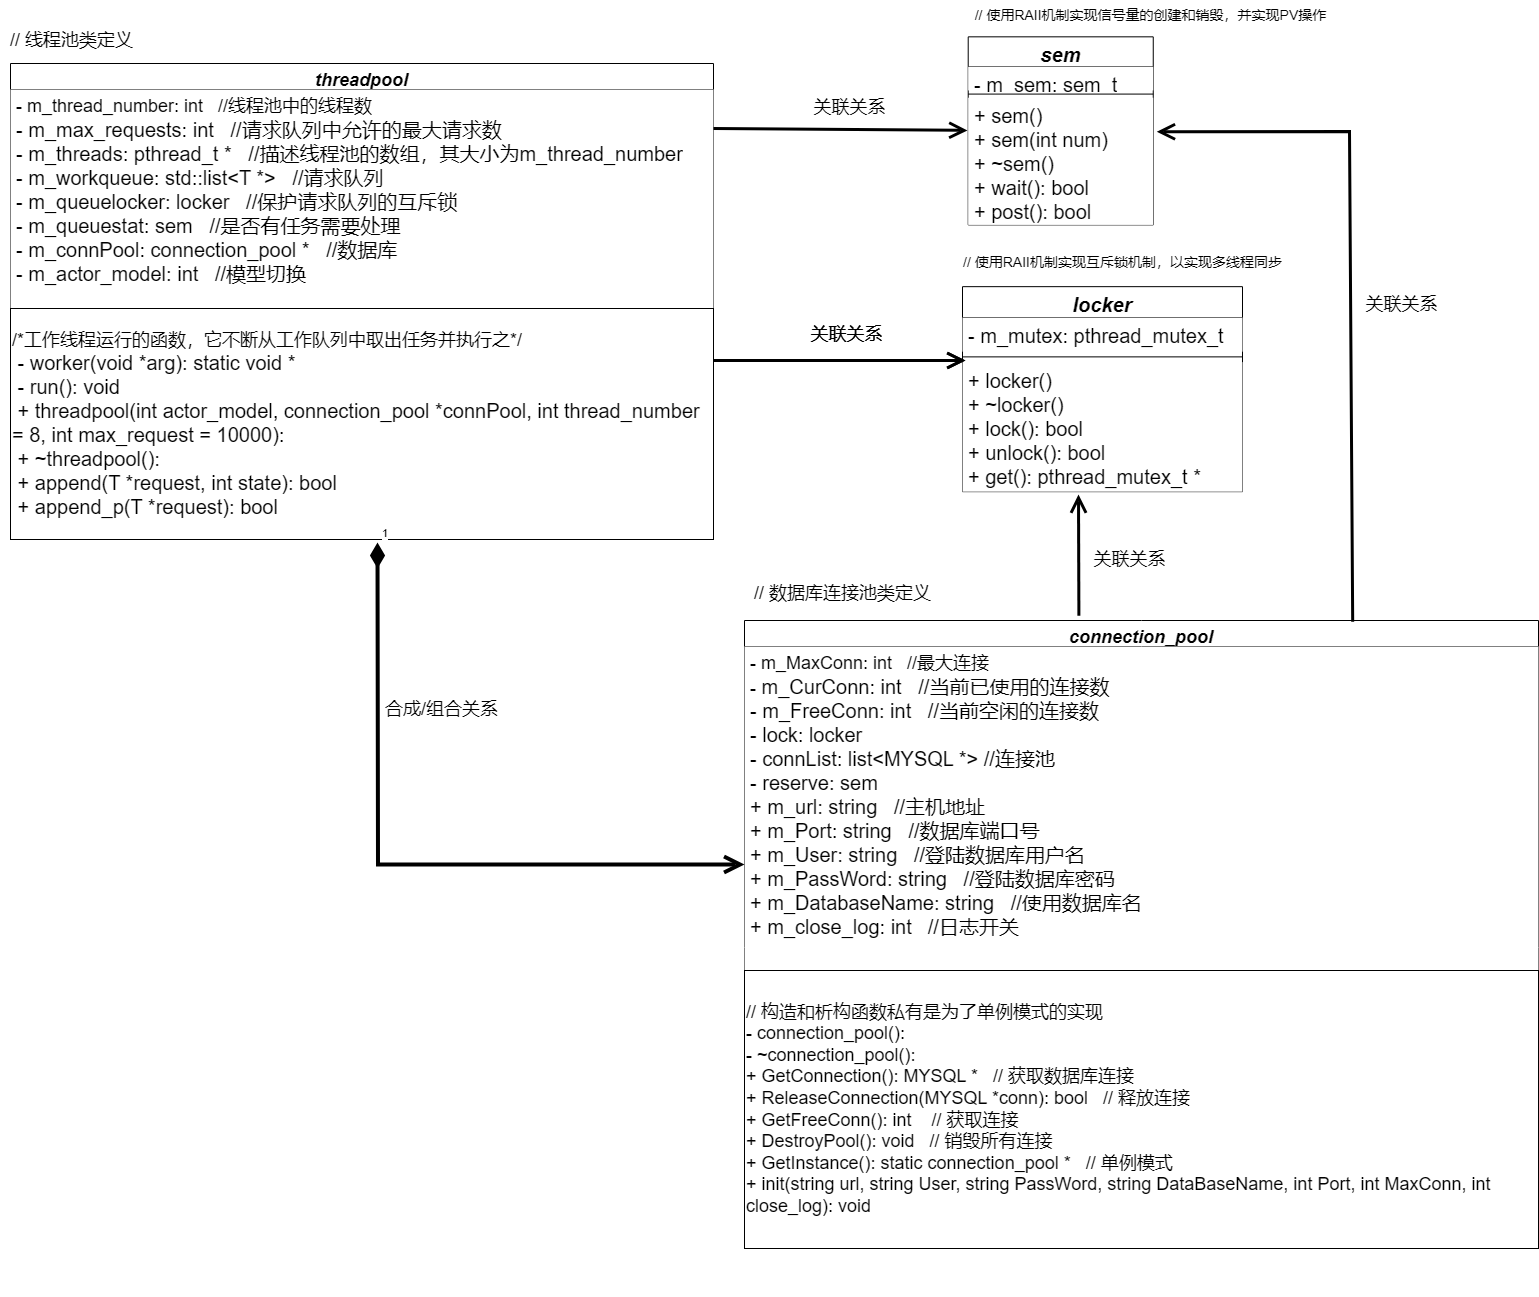 // 线程池类定义
threadpool
- m_thread_number: int   //线程池中的线程数
- m_max_requests: int   //请求队列中允许的最大请求数
- m_threads: pthread_t *   //描述线程池的数组，其大小为m_thread_number
- m_workqueue: std::list<T *>   //请求队列
- m_queuelocker: locker   //保护请求队列的互斥锁
- m_queuestat: sem   //是否有任务需要处理
- m_connPool: connection_pool *   //数据库
- m_actor_model: int   //模型切换
/*工作线程运行的函数，它不断从工作队列中取出任务并执行之*/
- worker(void *arg): static void *
- run(): void
+ threadpool(int actor_model, connection_pool *connPool, int thread_number
= 8, int max_request = 10000):
+ ~threadpool():
+ append(T *request, int state): bool
+ append_p(T *request): bool
1
关联关系
关联关系
合成/组合关系
// 使用RAII机制实现信号量的创建和销毁，并实现PV操作
sem
- m_sem: sem_t
+ sem()
+ sem(int num)
+ ~sem()
+ wait(): bool
+ post(): bool
// 使用RAII机制实现互斥锁机制，以实现多线程同步
locker
- m_mutex: pthread_mutex_t
+ locker()
+ ~locker()
+ lock(): bool
+ unlock(): bool
+ get(): pthread_mutex_t *
关联关系
关联关系
// 数据库连接池类定义
connection_pool
- m_MaxConn: int   //最大连接
- m_CurConn: int   //当前已使用的连接数
- m_FreeConn: int   //当前空闲的连接数
- lock: locker
- connList: list<MYSQL *> //连接池
- reserve: sem
+ m_url: string   //主机地址
+ m_Port: string   //数据库端口号
+ m_User: string   //登陆数据库用户名
+ m_PassWord: string   //登陆数据库密码
+ m_DatabaseName: string   //使用数据库名
+ m_close_log: int   //日志开关
// 构造和析构函数私有是为了单例模式的实现
- connection_pool():
- ~connection_pool():
+ GetConnection(): MYSQL *   // 获取数据库连接
+ ReleaseConnection(MYSQL *conn): bool   // 释放连接
+ GetFreeConn(): int    // 获取连接
+ DestroyPool(): void   // 销毁所有连接
+ GetInstance(): static connection_pool *   // 单例模式
+ init(string url, string User, string PassWord, string DataBaseName, int Port, int MaxConn, int
close_log): void